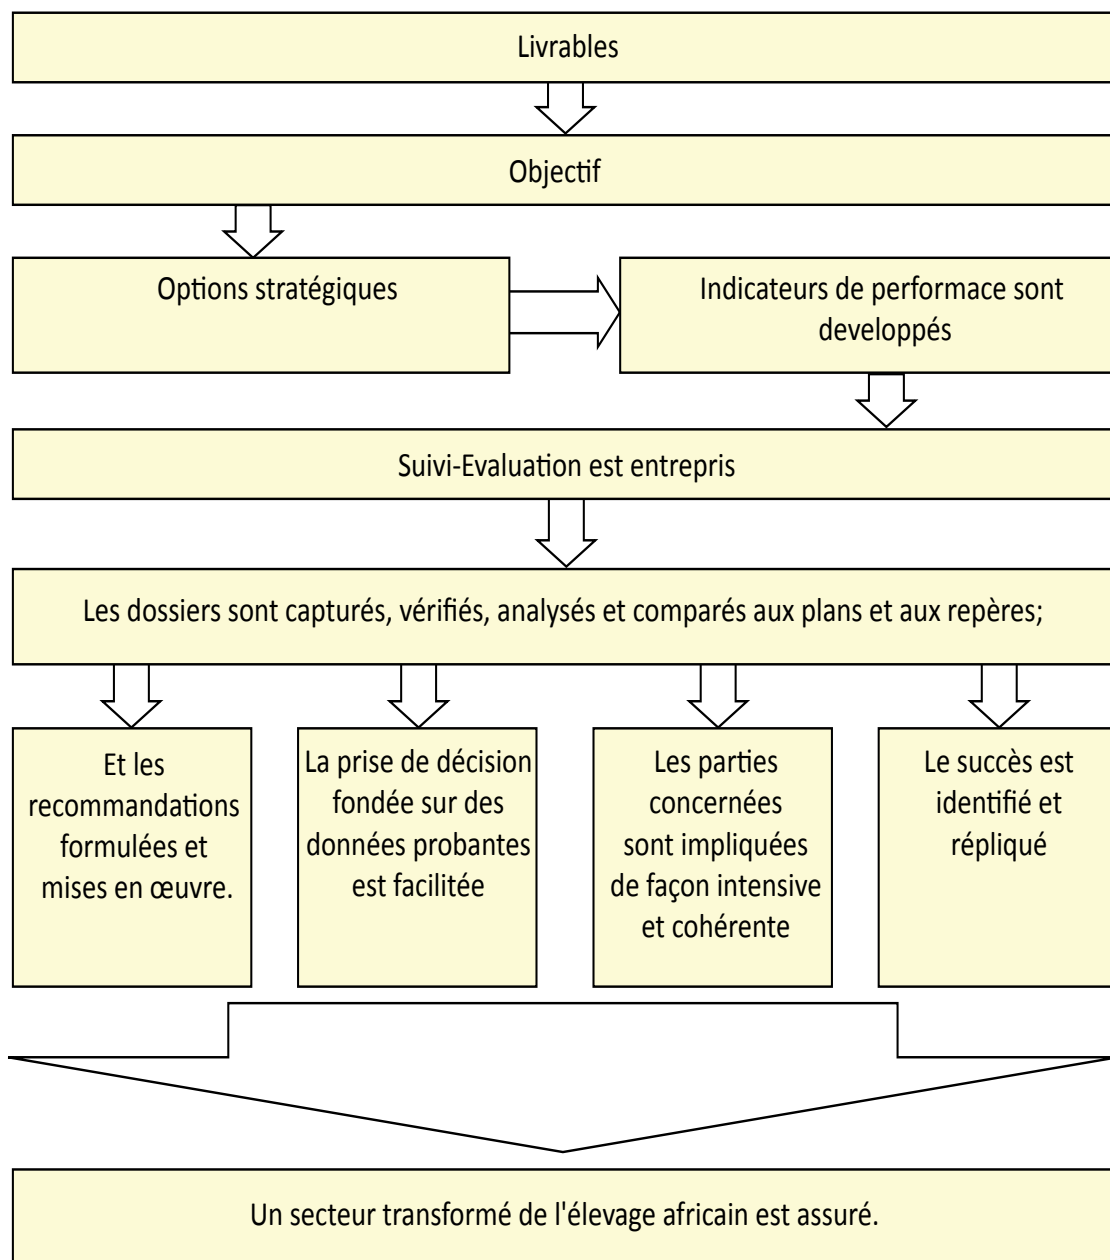 Livrables
Objectif
Options stratégiques
Indicateurs de performace sont
developpés
Suivi-Evaluation est entrepris
Les dossiers sont capturés, vérifiés, analysés et comparés aux plans et aux repères;
Et les
recommandations
formulées et
mises en œuvre.
La prise de décision
fondée sur des
données probantes
est facilitée
Les parties
concernées
sont impliquées
de façon intensive
et cohérente
Le succès est
identifié et
répliqué
Un secteur transformé de l'élevage africain est assuré.